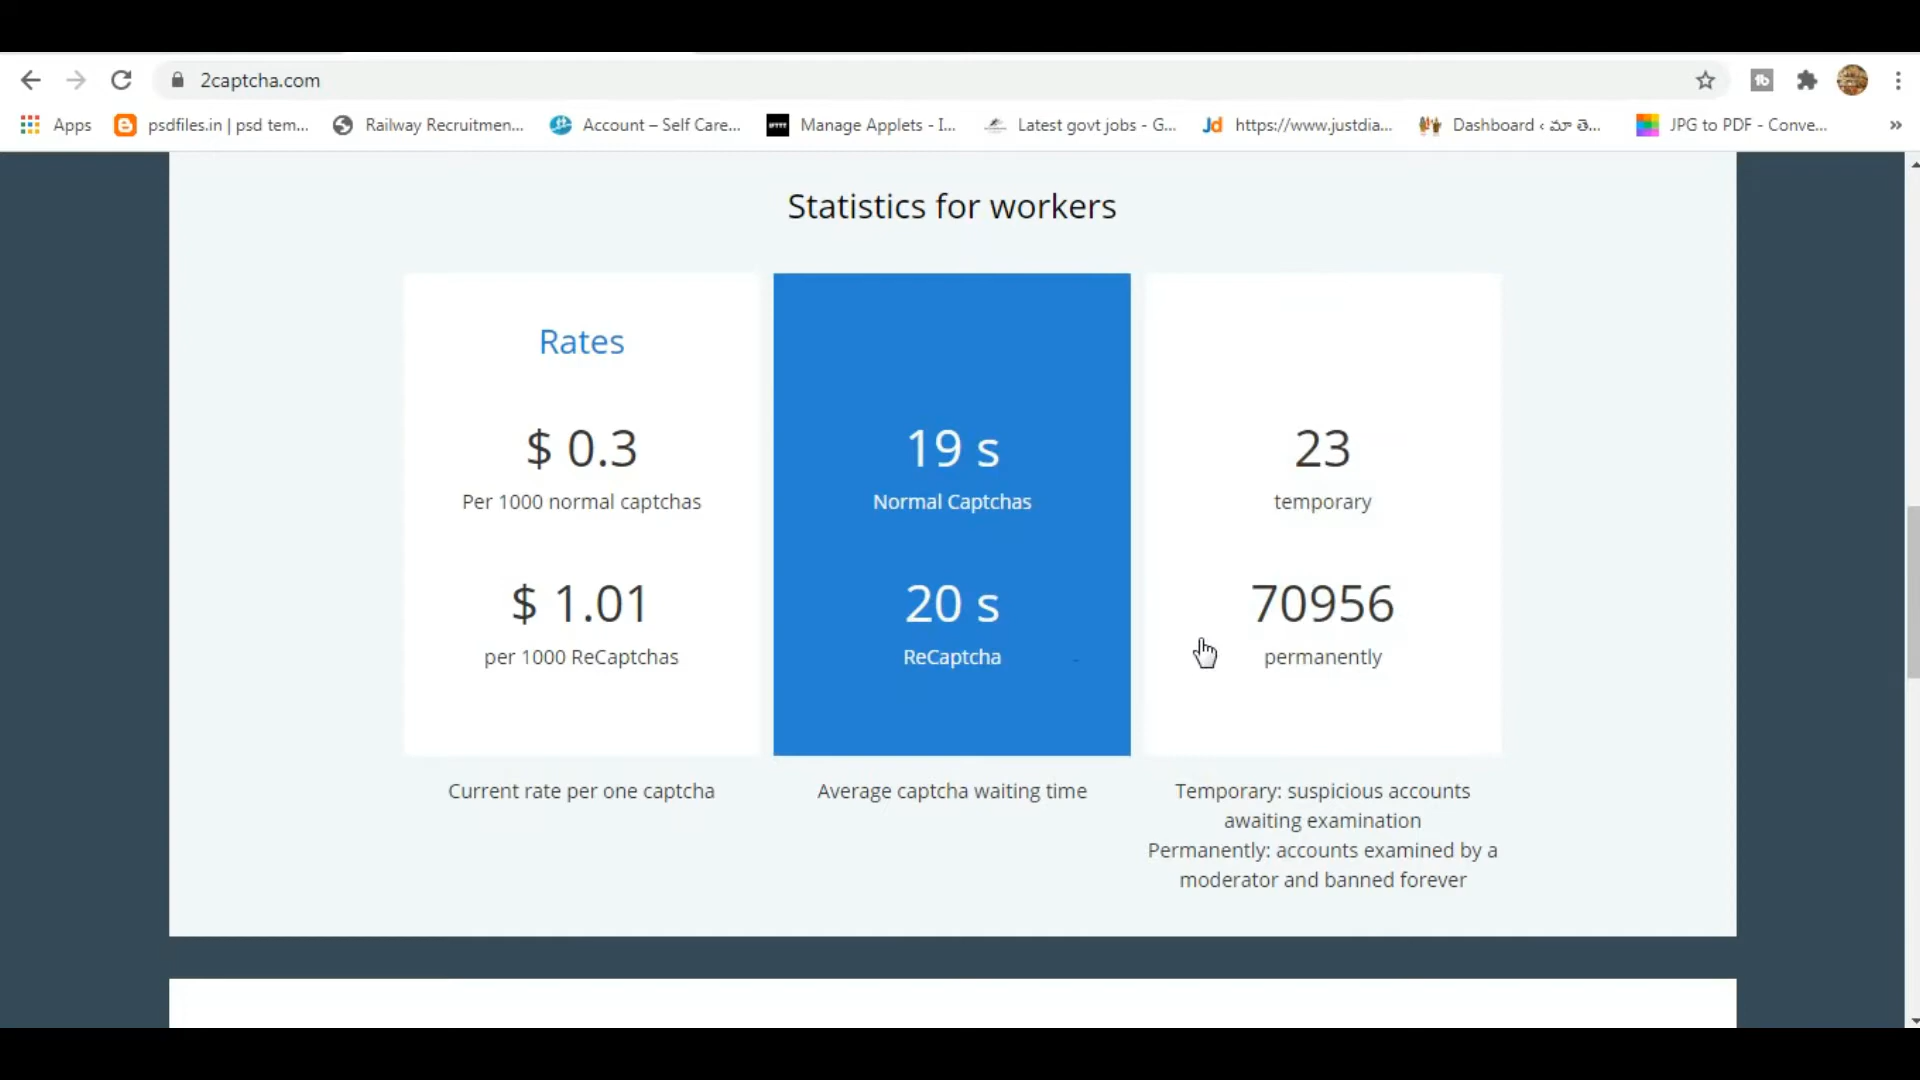 2captcha.com
Apps psdfiles.in | psd tem... Railway Recruitmen... Account – Self Care... Manage Applets - I... Latest govt jobs - G... Jd https://www.justdia... Dashboard ‹ మా తె... JPG to PDF - Conve... »
Statistics for workers
Rates
$ 0.3
Per 1000 normal captchas
$ 1.01
per 1000 ReCaptchas
Current rate per one captcha
19 s
Normal Captchas
20 s
ReCaptcha
Average captcha waiting time
23
temporary
70956
permanently
Temporary: suspicious accounts
awaiting examination
Permanently: accounts examined by a
moderator and banned forever